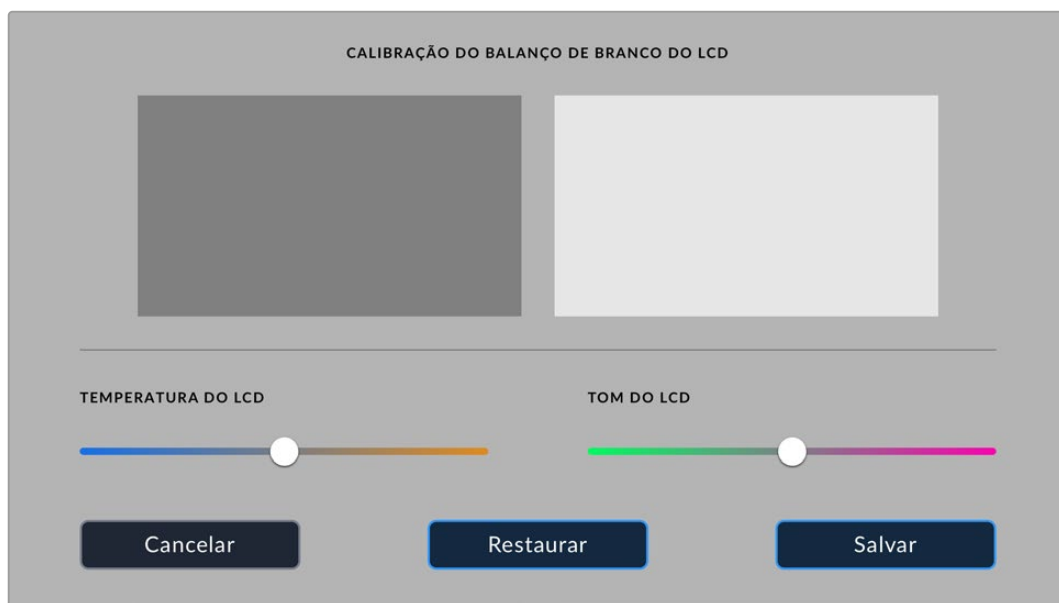 CALIBRAÇÃO DO BALANÇO DE BRANCO DO LCD
TEMPERATURA DO LCD
TOM DO LCD
Cancelar
Restaurar
Salvar